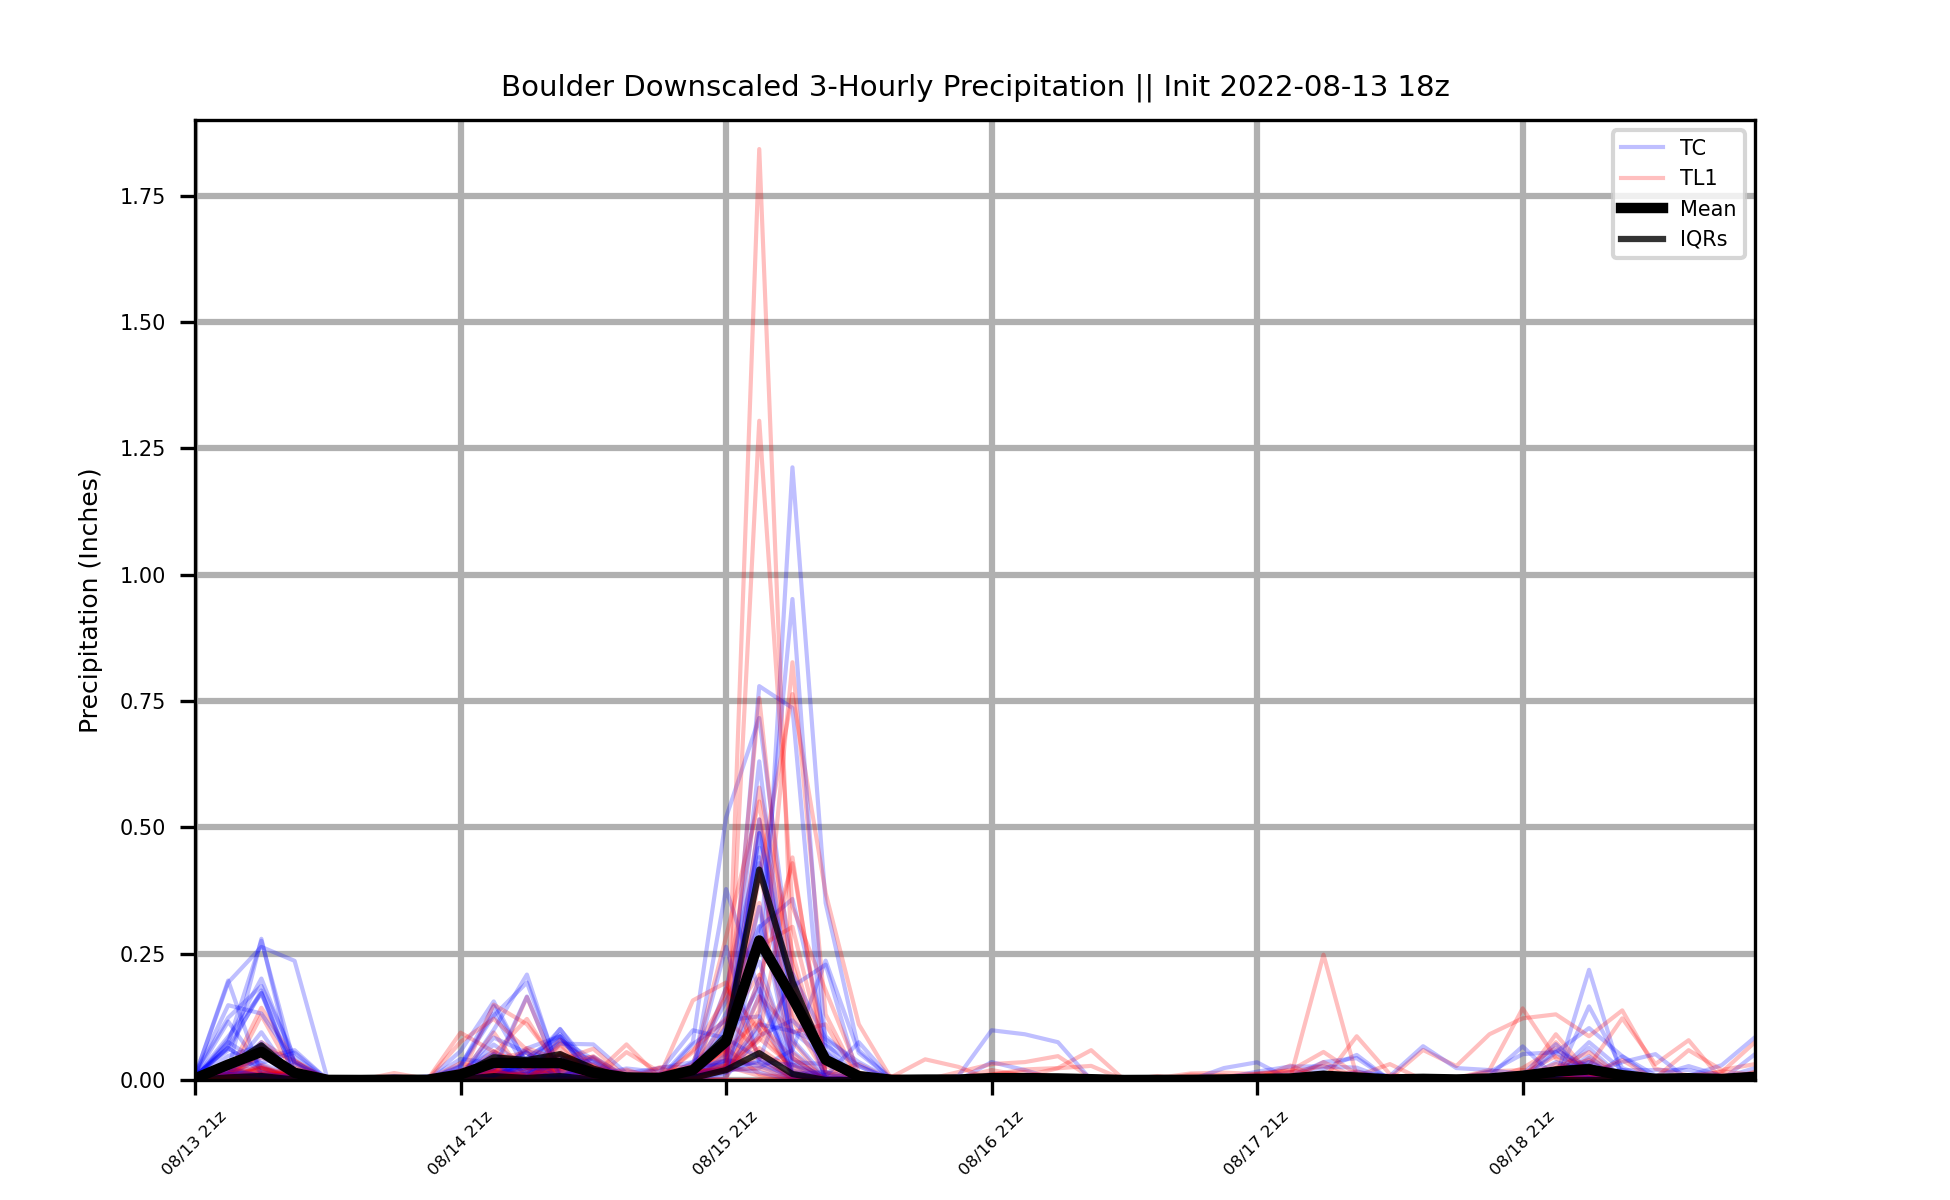 Boulder Downscaled 3-Hourly Precipitation || Init 2022-08-13 18z
TC
TL1
Mean
IQRs
Precipitation (Inches)
1.75
1.50
1.25
1.00
0.75
0.50
0.25
0.00
08/13 21z
08/14 21z
08/15 21z
08/16 21z
08/17 21z
08/18 21z